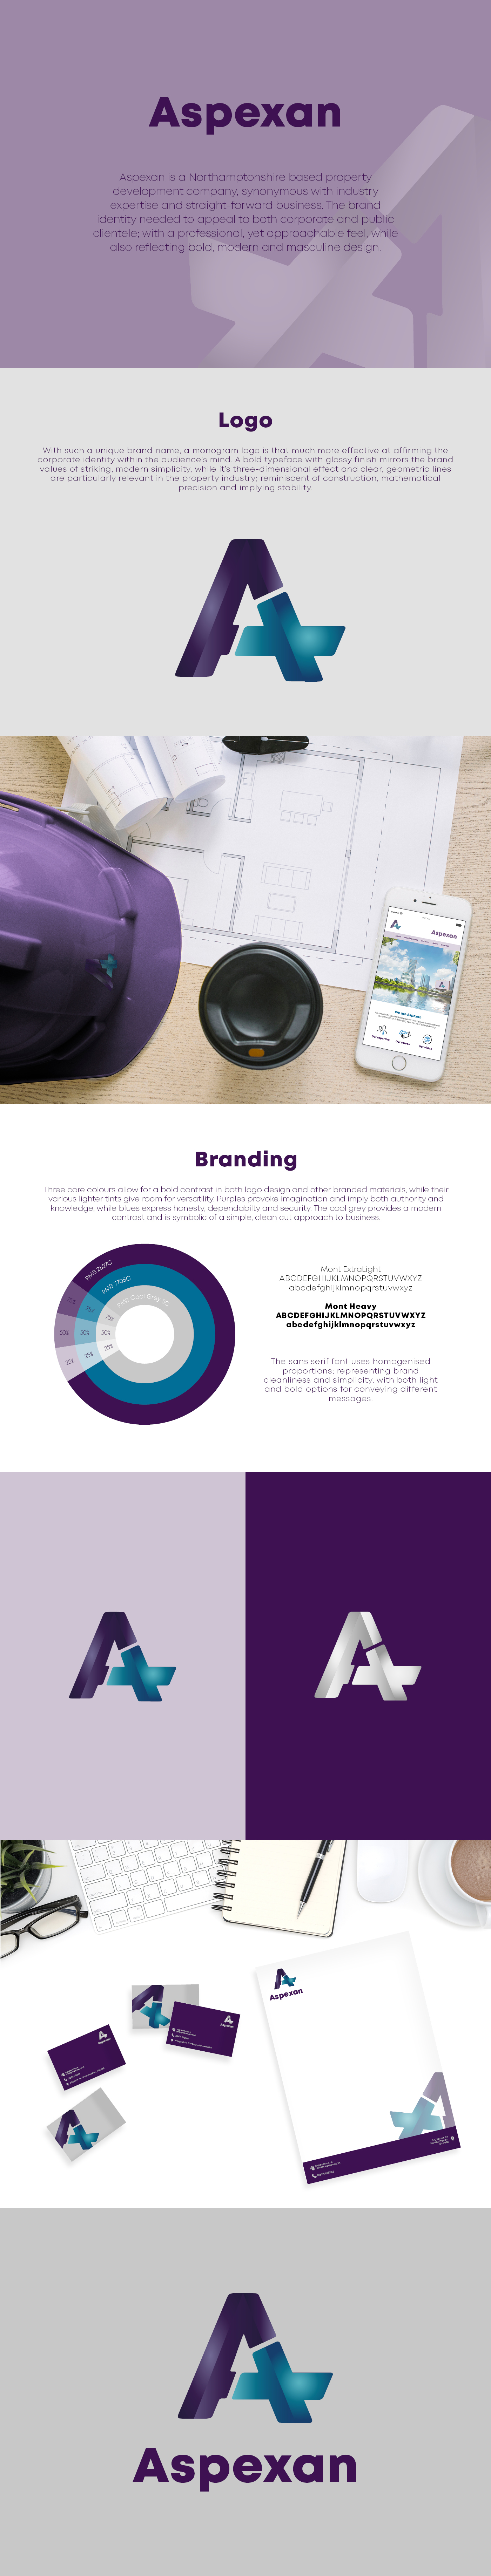 Aspexan
Aspexan is a Northamptonshire based property
development company, synonymous with industry
expertise and straight-forward business. The brand
identity needed to appeal to both corporate and public
clientele; with a professional, yet approachable feel, while
also reflecting bold, modern and masculine design.
Logo
With such a unique brand name, a monogram logo is that much more effective at affirming the
corporate identity within the audience's mind. A bold typeface with glossy finish mirrors the brand
values of striking, modern simplicity, while it's three-dimensional effect and clear, geometric lines
are particularly relevant in the property industry; reminiscent of construction, mathematical
precision and implying stability.
Aspexan
We are Aspexan
Our expertise
Our values
Our vision
Branding
Three core colours allow for a bold contrast in both logo design and other branded materials, while their
various lighter tints give room for versatility. Purples provoke imagination and imply both authority and
knowledge, while blues express honesty, dependabilty and security. The cool grey provides a modern
contrast and is symbolic of a simple, clean cut approach to business.
PMS 2627C
PMS 7705C
PMS Cool Grey 3C
75% 75% 75%
50% 50% 50%
25% 25% 25%
Mont ExtraLight
ABCDEFGHIJKLMNOPQRSTUVWXYZ
abcdefghijklmnopqrstuvwxyz
Mont Heavy
ABCDEFGHIJKLMNOPQRSTUVWXYZ
abcdefghijklmnopqrstuvwxyz
The sans serif font uses homogenised
proportions; representing brand
cleanliness and simplicity, with both light
and bold options for conveying different
messages.
Aspexan
Aspexan
Aspexan
Aspexan